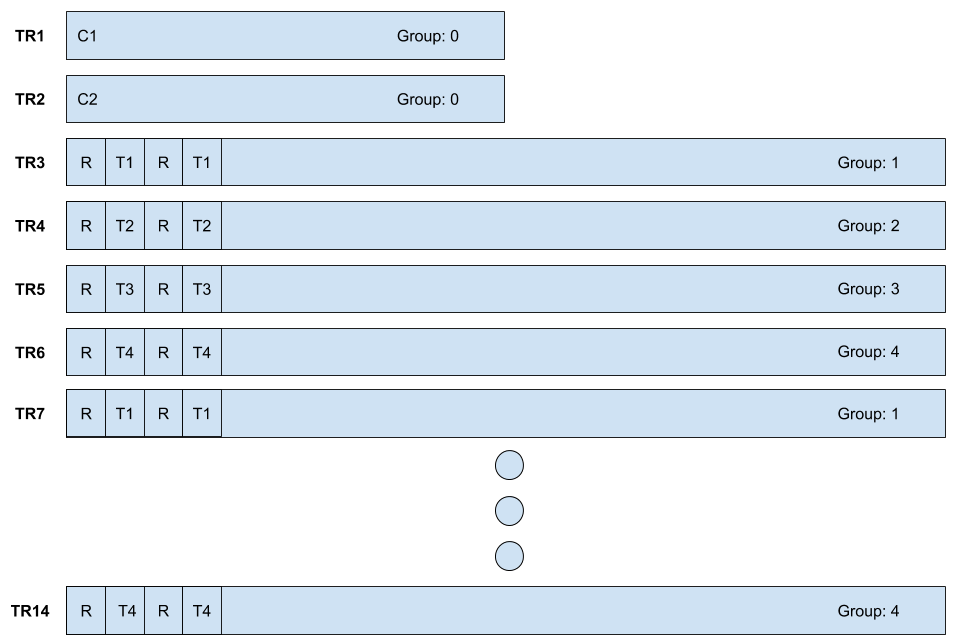 TR1 C1 Group: 0
TR2 C2 Group: 0
TR3 R T1 R T1 Group: 1
TR4 R T2 R T2 Group: 2
TR5 R T3 R T3 Group: 3
TR6 R T4 R T4 Group: 4
TR7 R T1 R T1 Group: 1
TR14 R T4 R T4 Group: 4